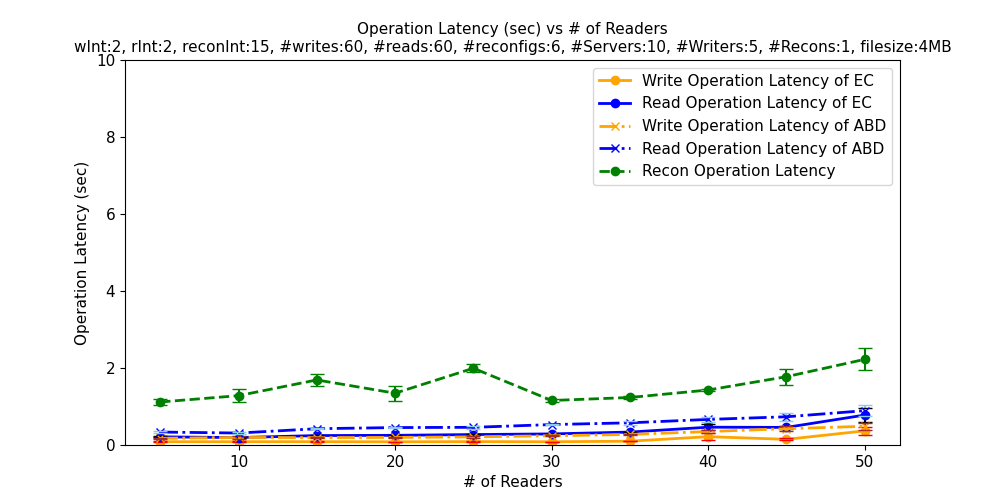 Operation Latency (sec) vs # of Readers
wInt:2, rInt:2, reconInt:15, #writes:60, #reads:60, #reconfigs:6, #Servers:10, #Writers:5, #Recons:1, filesize:4MB
Write Operation Latency of EC
Read Operation Latency of EC
Write Operation Latency of ABD
Read Operation Latency of ABD
Recon Operation Latency
Operation Latency (sec)
10
8
6
4
2
0
10
20
30
40
50
# of Readers